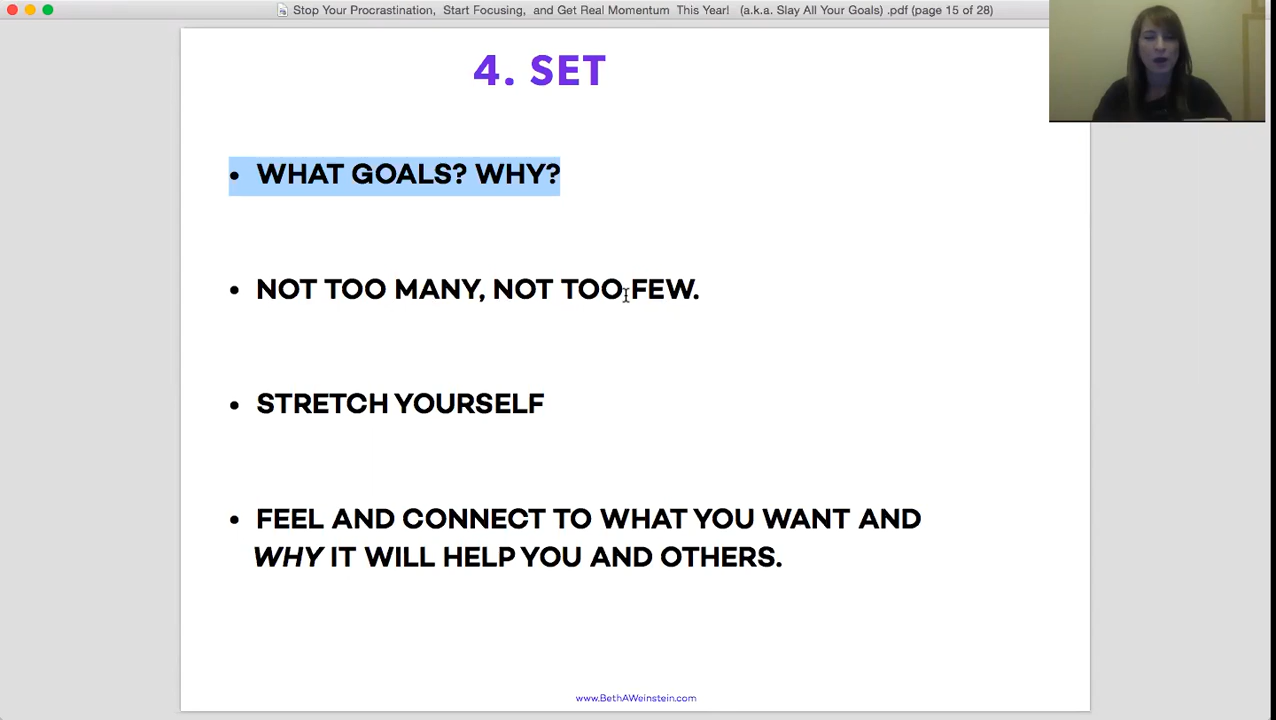 Stop Your Procrastination, Start Focusing, and Get Real Momentum This Year! (a.k.a. Slay All Your Goals) .pdf (page 15 of 28)
4. SET
• WHAT GOALS? WHY?
• NOT TOO MANY, NOT TOO FEW.
• STRETCH YOURSELF
• FEEL AND CONNECT TO WHAT YOU WANT AND
WHY IT WILL HELP YOU AND OTHERS.
www.BethAWeinstein.com